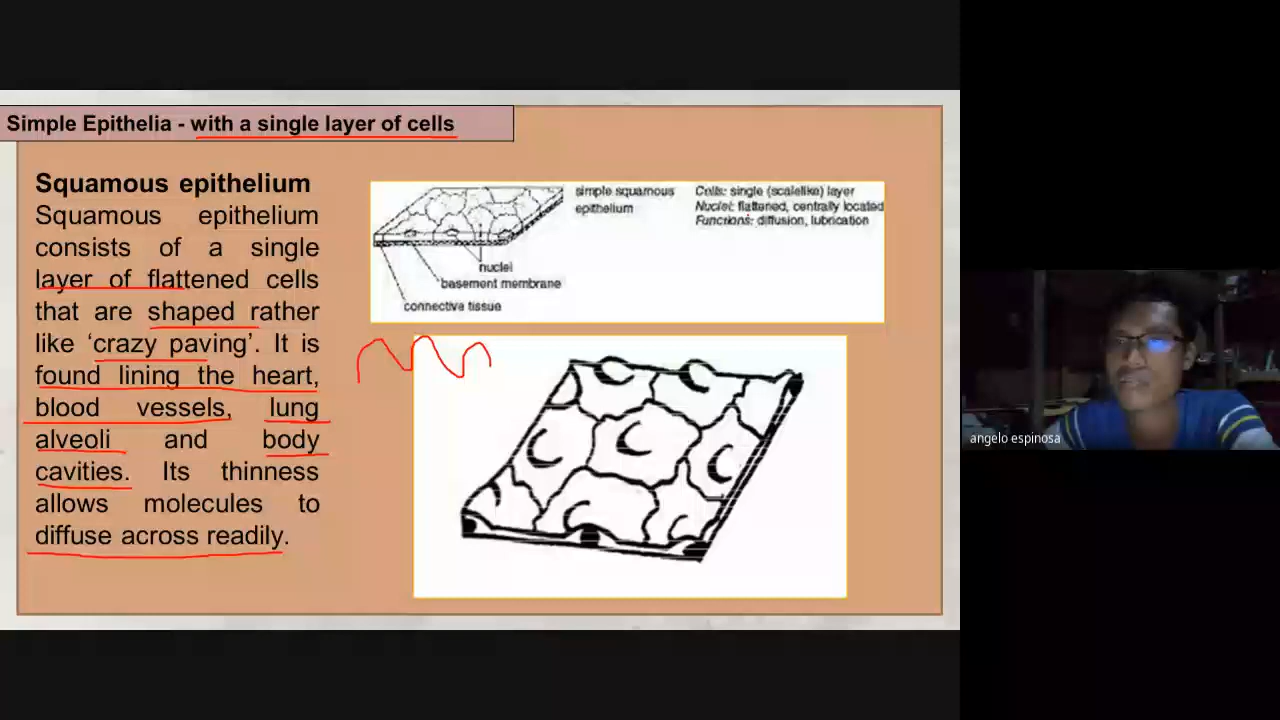 Simple Epithelia - with a single layer of cells
Squamous epithelium
Squamous epithelium
consists of a single
layer of flattened cells
that are shaped rather
like ‘crazy paving’. It is
found lining the heart,
blood vessels, lung
alveoli and body
cavities. Its thinness
allows molecules to
diffuse across readily.
simple squamous
epithelium
Cells: single (scalelike) layer
Nuclei: flattened, centrally located
Functions: diffusion, lubrication
nuclei
basement membrane
connective tissue
angelo espinosa